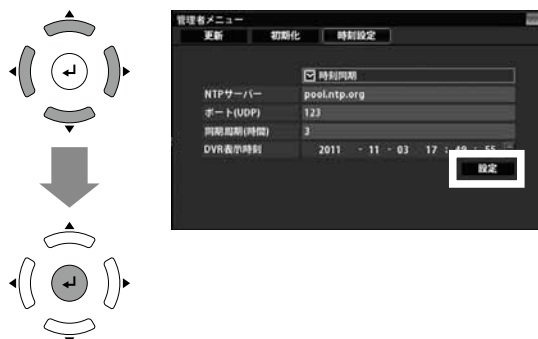 管理者メニュー
更新 初期化 時刻設定
時刻同期
NTPサーバー pool.ntp.org
ポート(UDP) 123
同期周期(時間) 3
DVR表示時刻 2011 - 11 - 03 17 : 49 : 55
設定